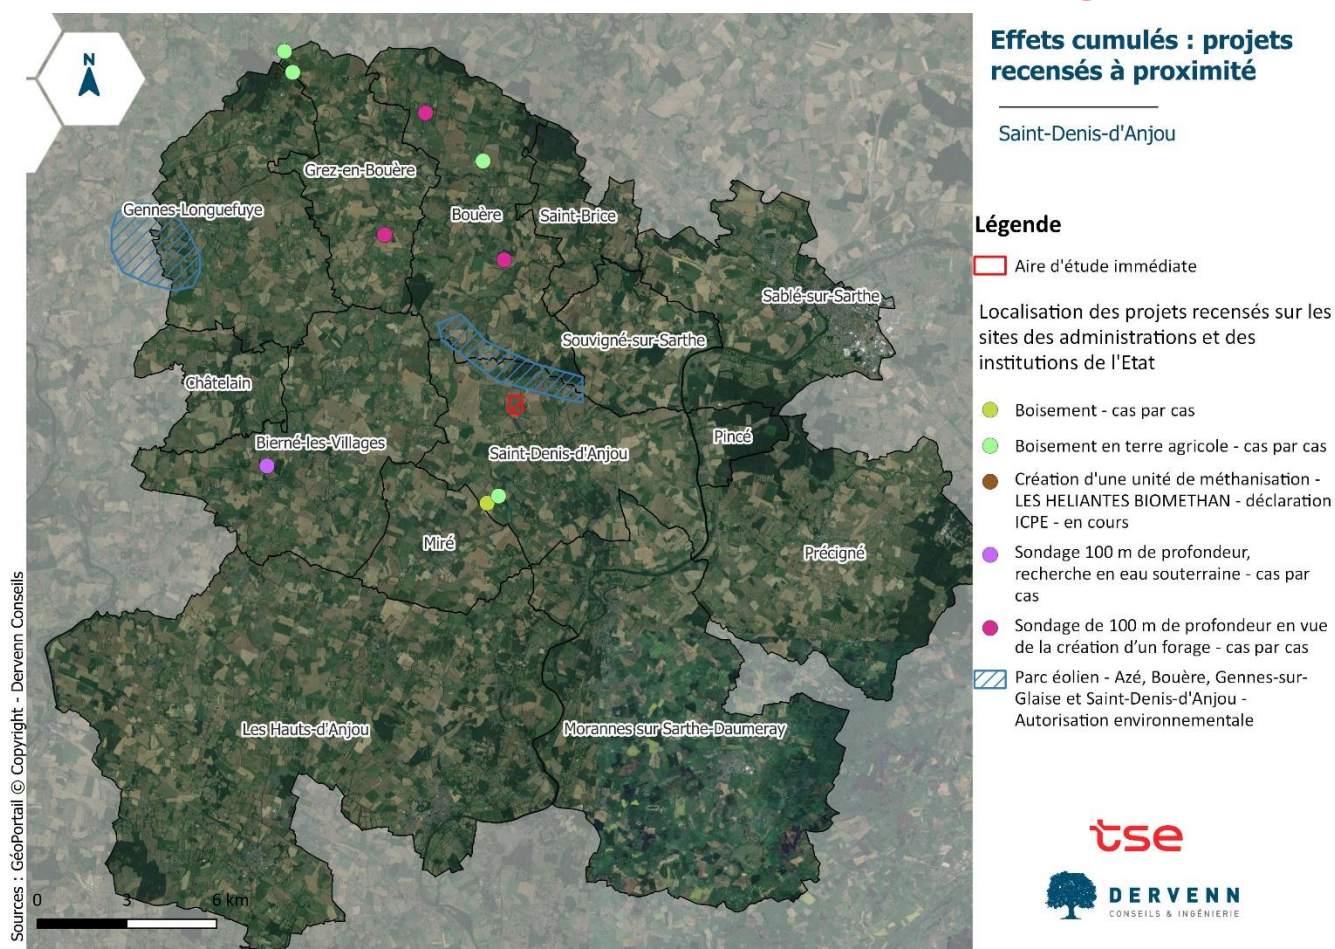 Effets cumulés : projets
recensés à proximité
Saint-Denis-d'Anjou
N
Grez-en-Bouère
Gennes-Longuefuye
Bouère
Saint-Brice
Sablé-sur-Sarthe
Souvigné-sur-Sarthe
Châtelain
Bierné-les-Villages
Saint-Denis-d'Anjou
Pincé
Miré
Précigné
Les Hauts-d'Anjou
Morannes sur Sarthe-Daumeray
0 3 6 km
Sources : GéoPortail © Copyright - Dervenn Conseils
Légende
Aire d'étude immédiate
Localisation des projets recensés sur les
sites des administrations et des
institutions de l'Etat
Boisement - cas par cas
Boisement en terre agricole - cas par cas
Création d'une unité de méthanisation -
LES HELIANTES BIOMETHAN - déclaration
ICPE - en cours
Sondage 100 m de profondeur,
recherche en eau souterraine - cas par
cas
Sondage de 100 m de profondeur en vue
de la création d’un forage - cas par cas
Parc éolien - Azé, Bouère, Gennes-sur-
Glaise et Saint-Denis-d'Anjou -
Autorisation environnementale
tse
DERVENN
CONSEILS & INGÉNIERIE